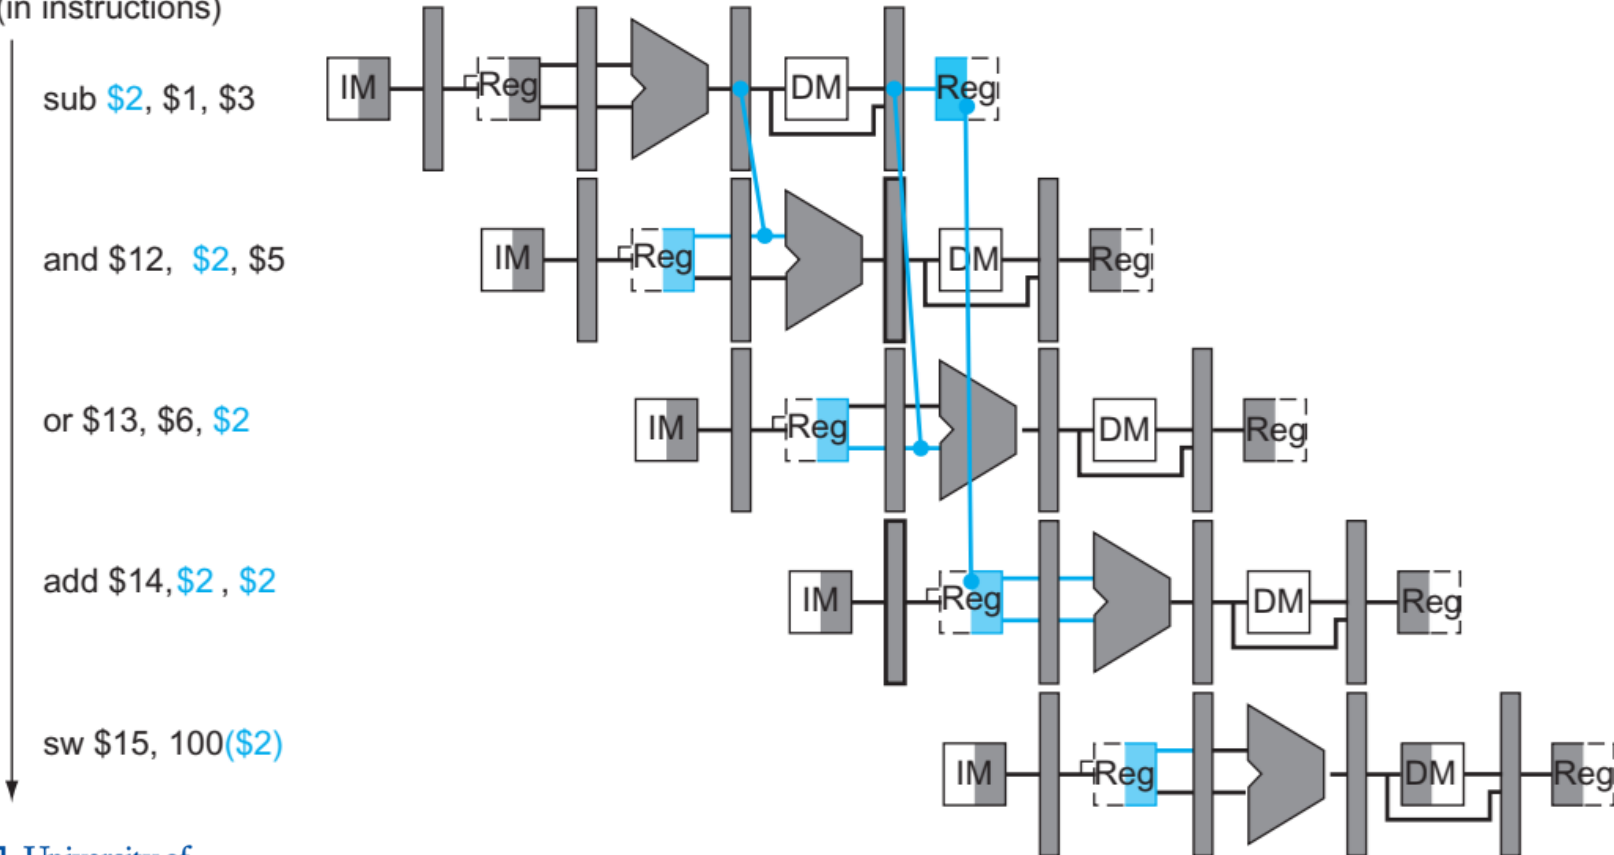 (in instructions)
sub $2, $1, $3
IM Reg DM Reg
and $12, $2, $5
IM Reg DM Reg
or $13, $6, $2
IM Reg DM Reg
add $14,$2 , $2
IM Reg DM Reg
sw $15, 100($2)
IM Reg DM Reg
University of